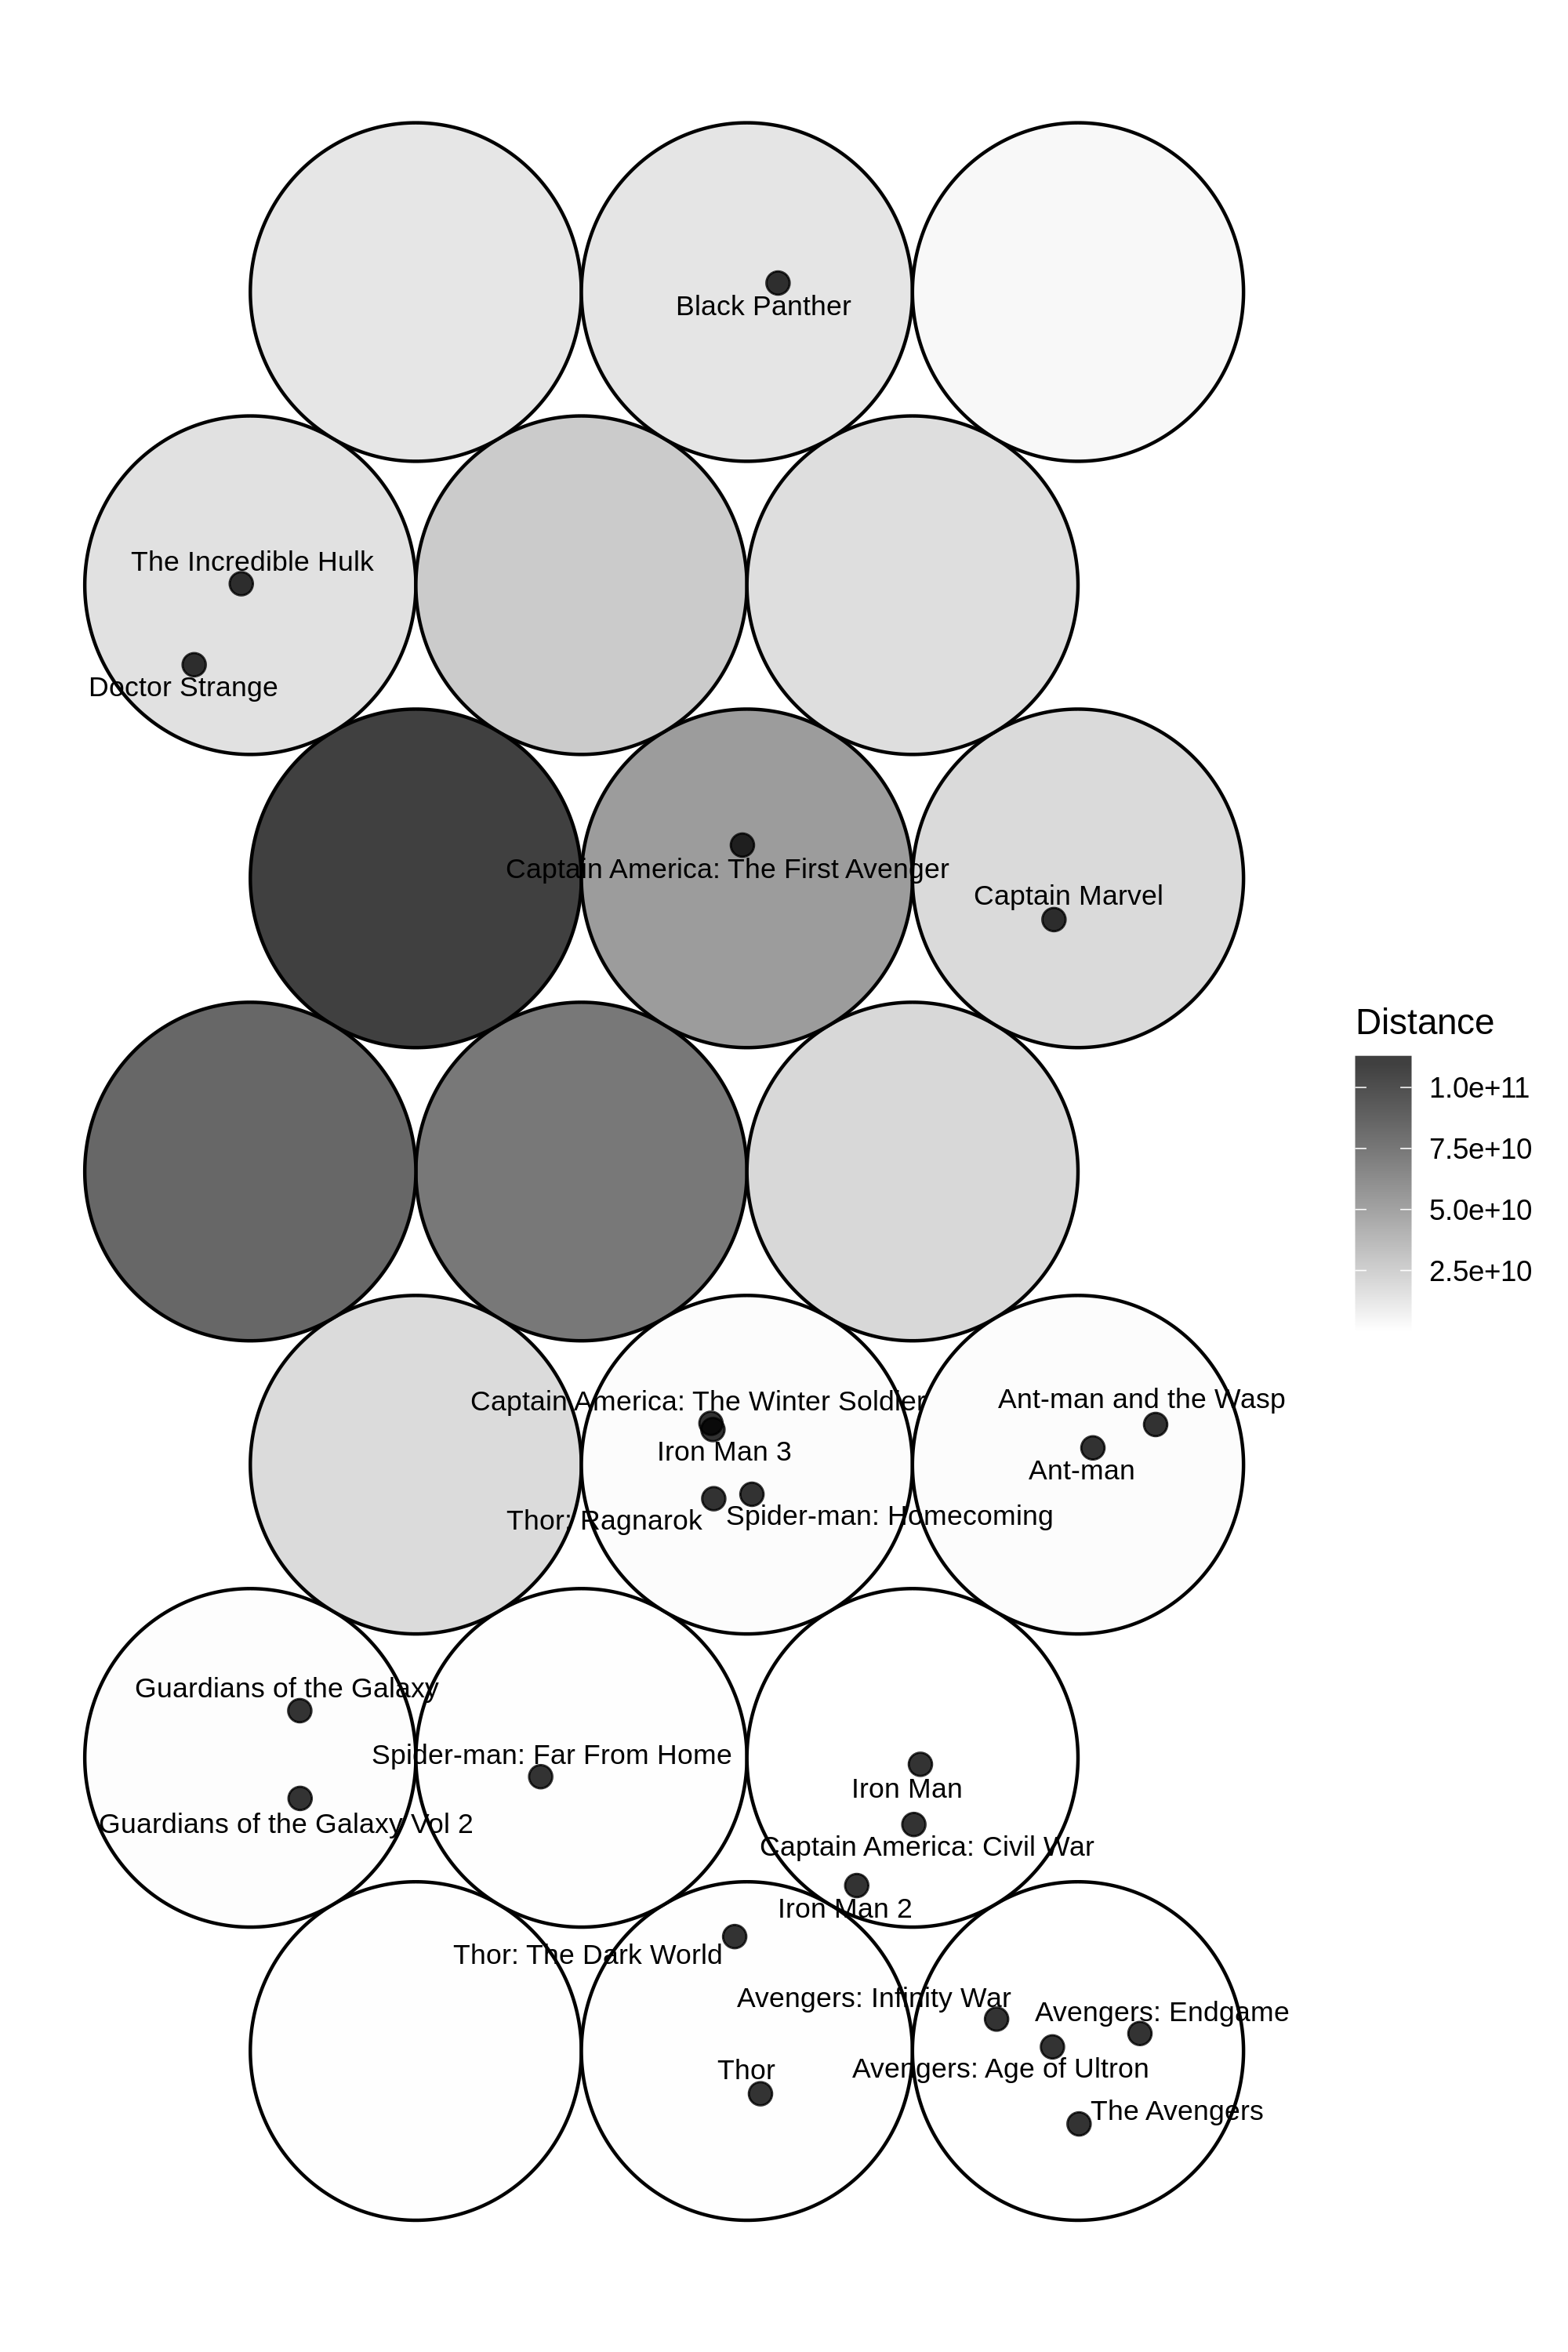 Black Panther
The Incredible Hulk
Doctor Strange
Captain America: The First Avenger
Captain Marvel
Distance
1.0e+11
7.5e+10
5.0e+10
2.5e+10
Captain America: The Winter Soldier
Ant-man and the Wasp
Iron Man 3
Ant-man
Thor: Ragnarok
Spider-man: Homecoming
Guardians of the Galaxy
Spider-man: Far From Home
Iron Man
Guardians of the Galaxy Vol 2
Captain America: Civil War
Iron Man 2
Thor: The Dark World
Avengers: Infinity War
Avengers: Endgame
Thor
Avengers: Age of Ultron
The Avengers